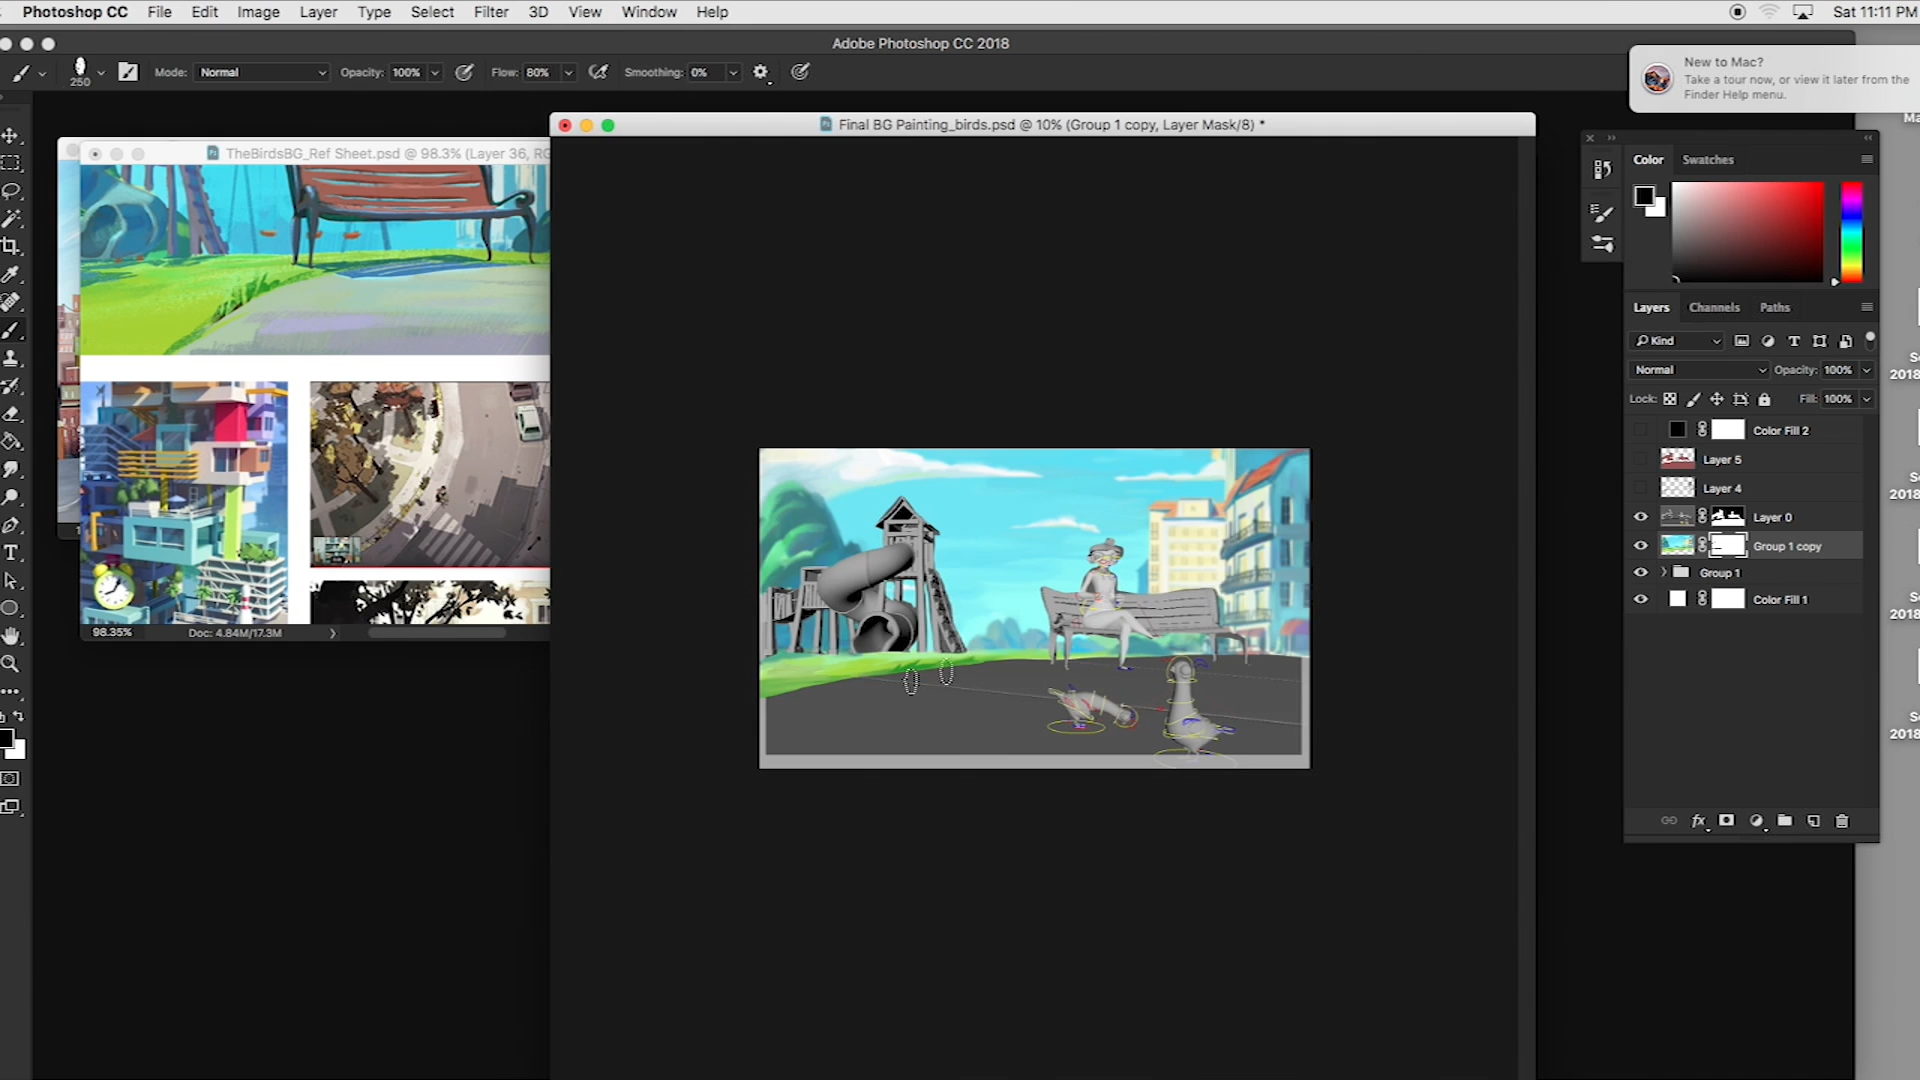 Photoshop CC File Edit Image Layer Type Select Filter 3D View Window Help Sat 11:11 PM
Adobe Photoshop CC 2018
250 Mode: Normal Opacity: 100% Flow: 80% Smoothing: 0%
New to Mac?
Take a tour now, or view it later from the
Finder Help menu.
Final BG Painting_birds.psd @ 10% (Group 1 copy, Layer Mask/8) *
TheBirdsBG_Ref Sheet.psd @ 98.3% (Layer 36, RG
Color Swatches
Layers Channels Paths
Kind
Normal Opacity: 100%
Lock: Fill: 100%
Color Fill 2
Layer 5
Layer 4
Layer 0
Group 1 copy
Group 1
Color Fill 1
fx
98.35% Doc: 4.84M/17.3M
2018
2018
2018
2018